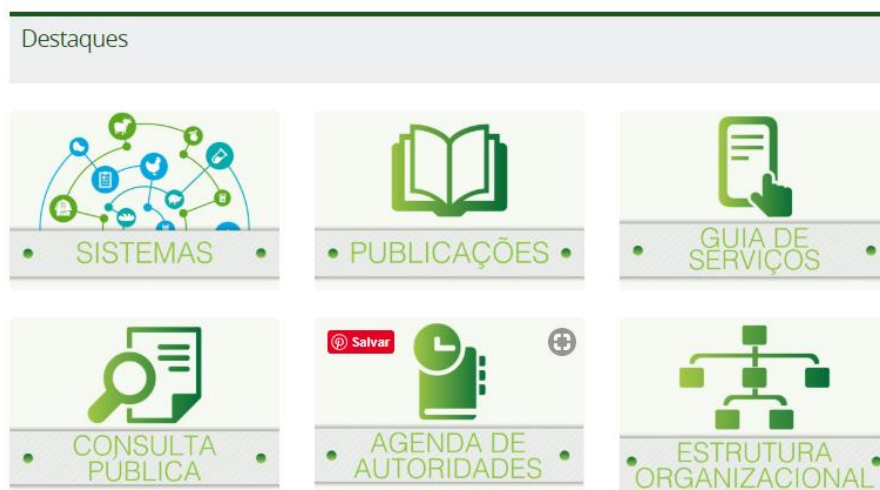 Destaques
SISTEMAS
PUBLICAÇÕES
GUIA DE
SERVIÇOS
CONSULTA
PÚBLICA
Salvar
AGENDA DE
AUTORIDADES
ESTRUTURA
ORGANIZACIONAL